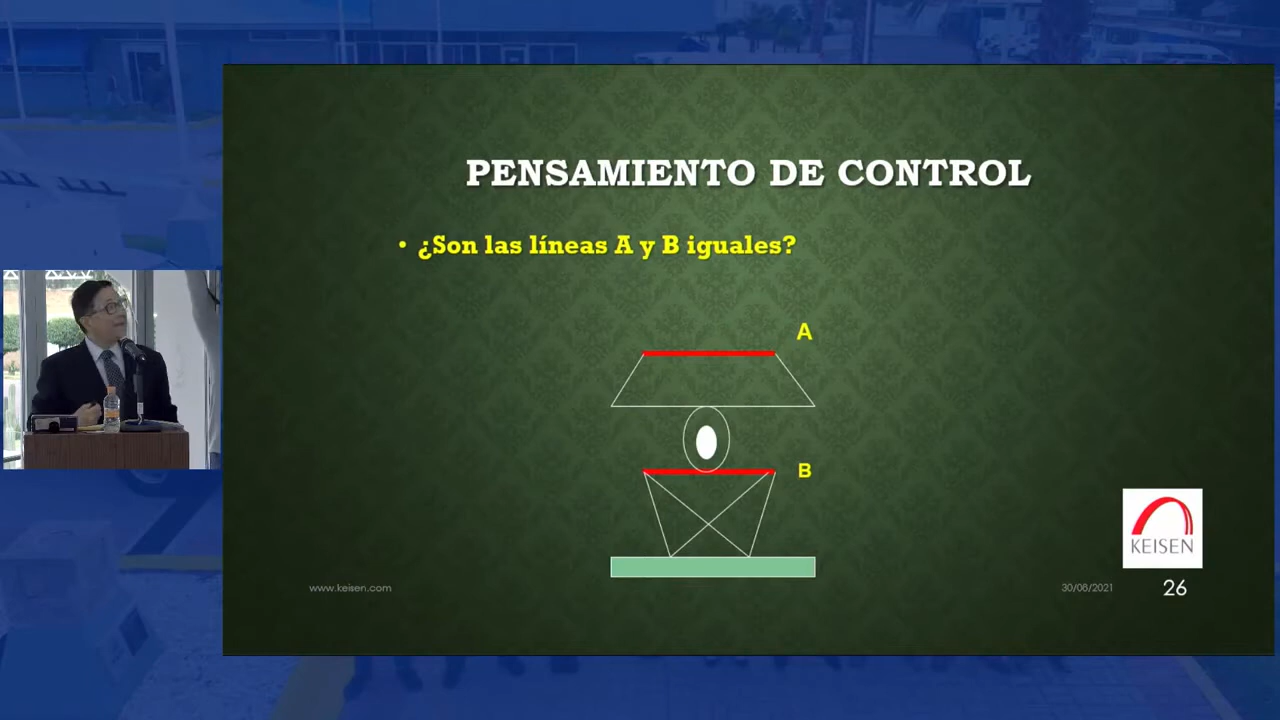 PENSAMIENTO DE CONTROL
• ¿Son las líneas A y B iguales?
A
B
KEISEN
www.keisen.com
30/06/2021
26